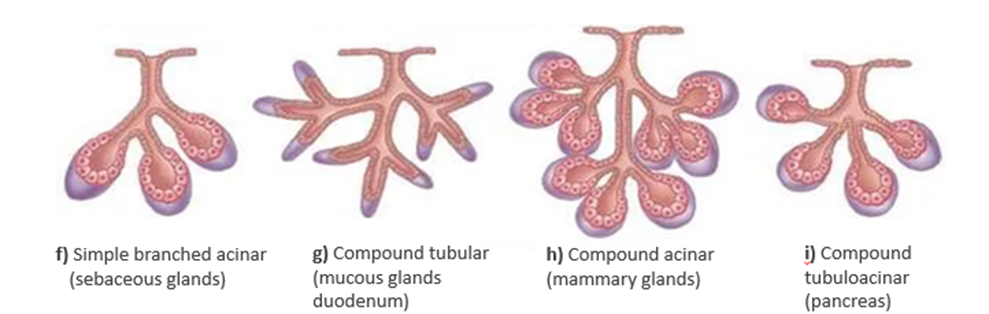 f) Simple branched acinar
(sebaceous glands)
g) Compound tubular
(mucous glands
duodenum)
h) Compound acinar
(mammary glands)
i) Compound
tubuloacinar
(pancreas)